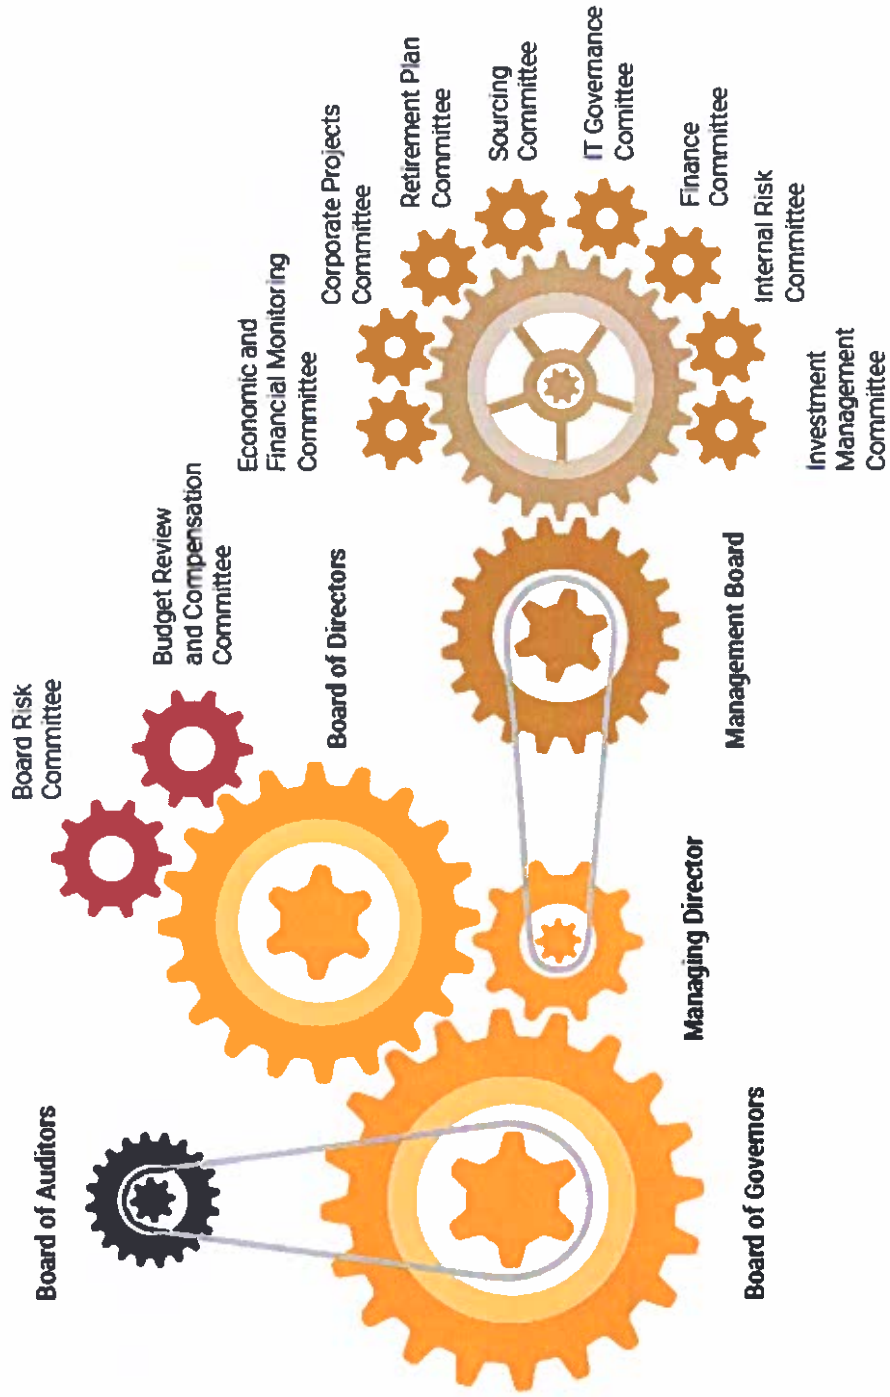 Board of Auditors
Board of Governors
Board Risk
Committee
Budget Review
and Compensation
Committee
Board of Directors
Managing Director
Management Board
Economic and
Financial Monitoring
Committee
Corporate Projects
Committee
Retirement Plan
Committee
Sourcing
Committee
IT Governance
Comittee
Finance
Committee
Internal Risk
Committee
Investment
Management
Committee